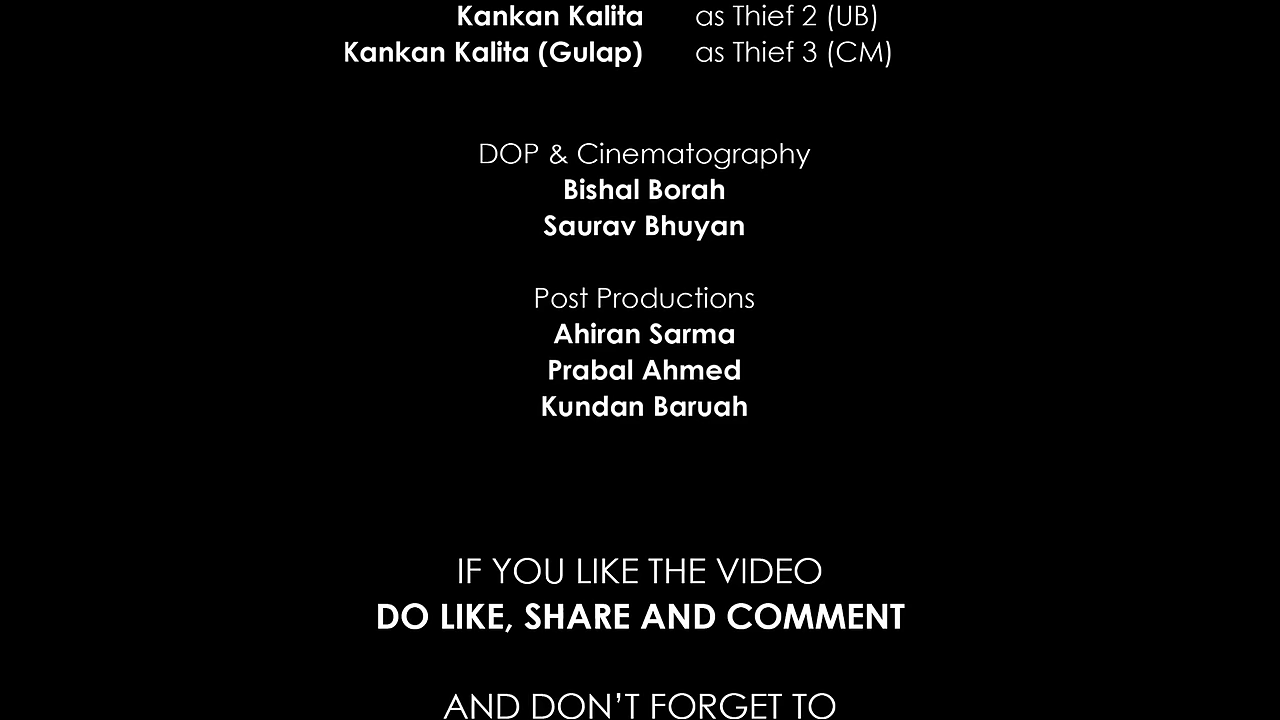 Kankan Kalita as Thief 2 (UB)
Kankan Kalita (Gulap) as Thief 3 (CM)
DOP & Cinematography
Bishal Borah
Saurav Bhuyan
Post Productions
Ahiran Sarma
Prabal Ahmed
Kundan Baruah
IF YOU LIKE THE VIDEO
DO LIKE, SHARE AND COMMENT
AND DON’T FORGET TO